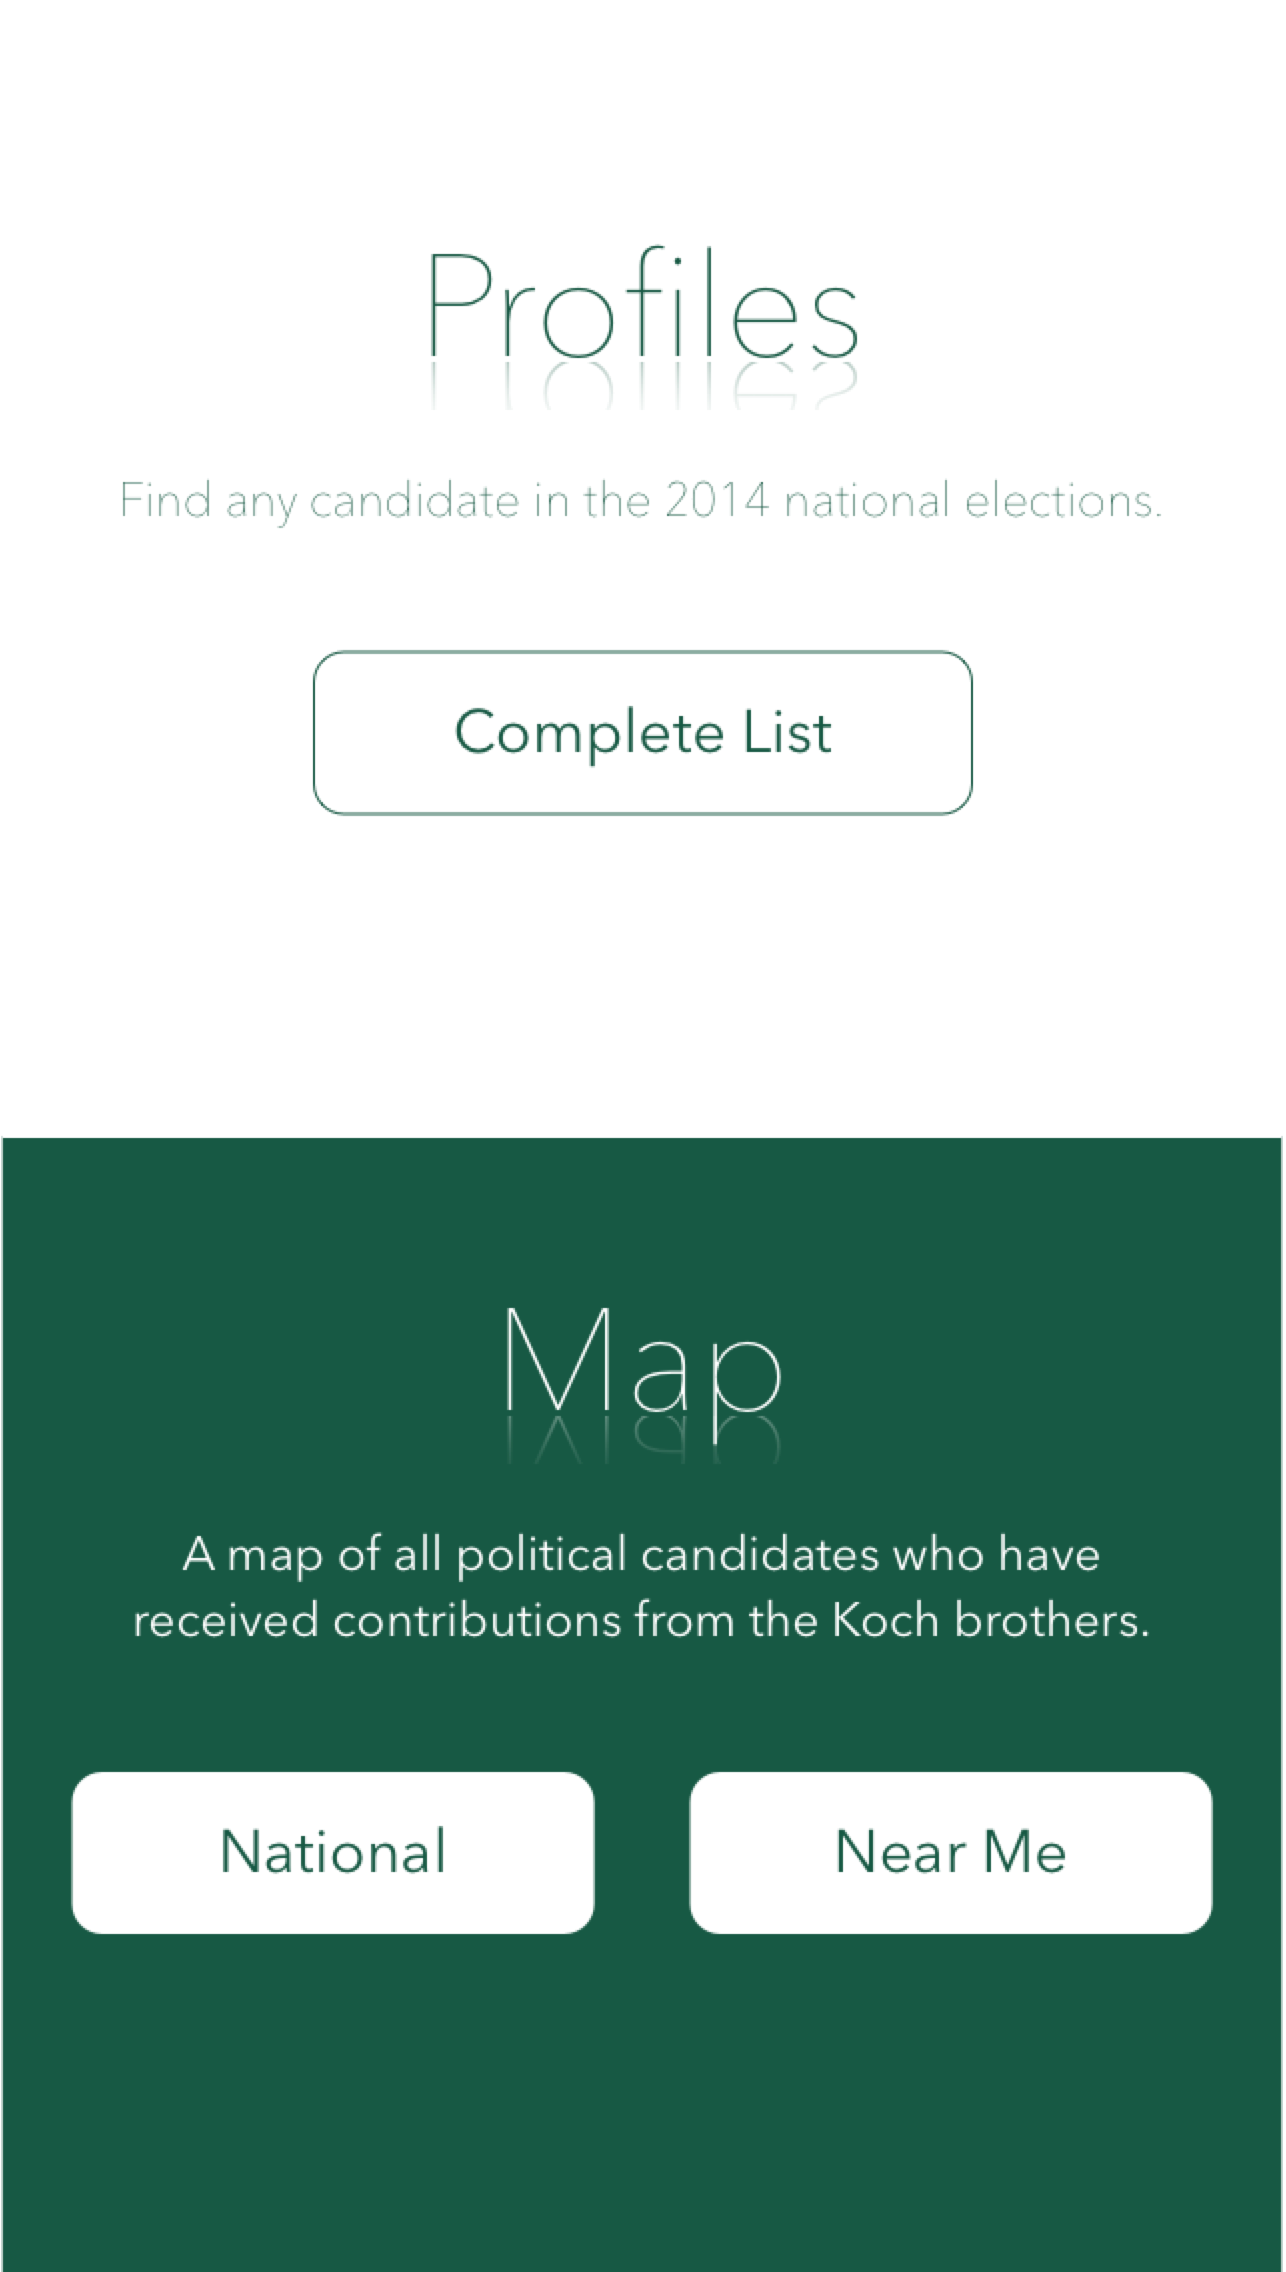 Profiles
Find any candidate in the 2014 national elections.
Complete List
Map
A map of all political candidates who have
received contributions from the Koch brothers.
National
Near Me